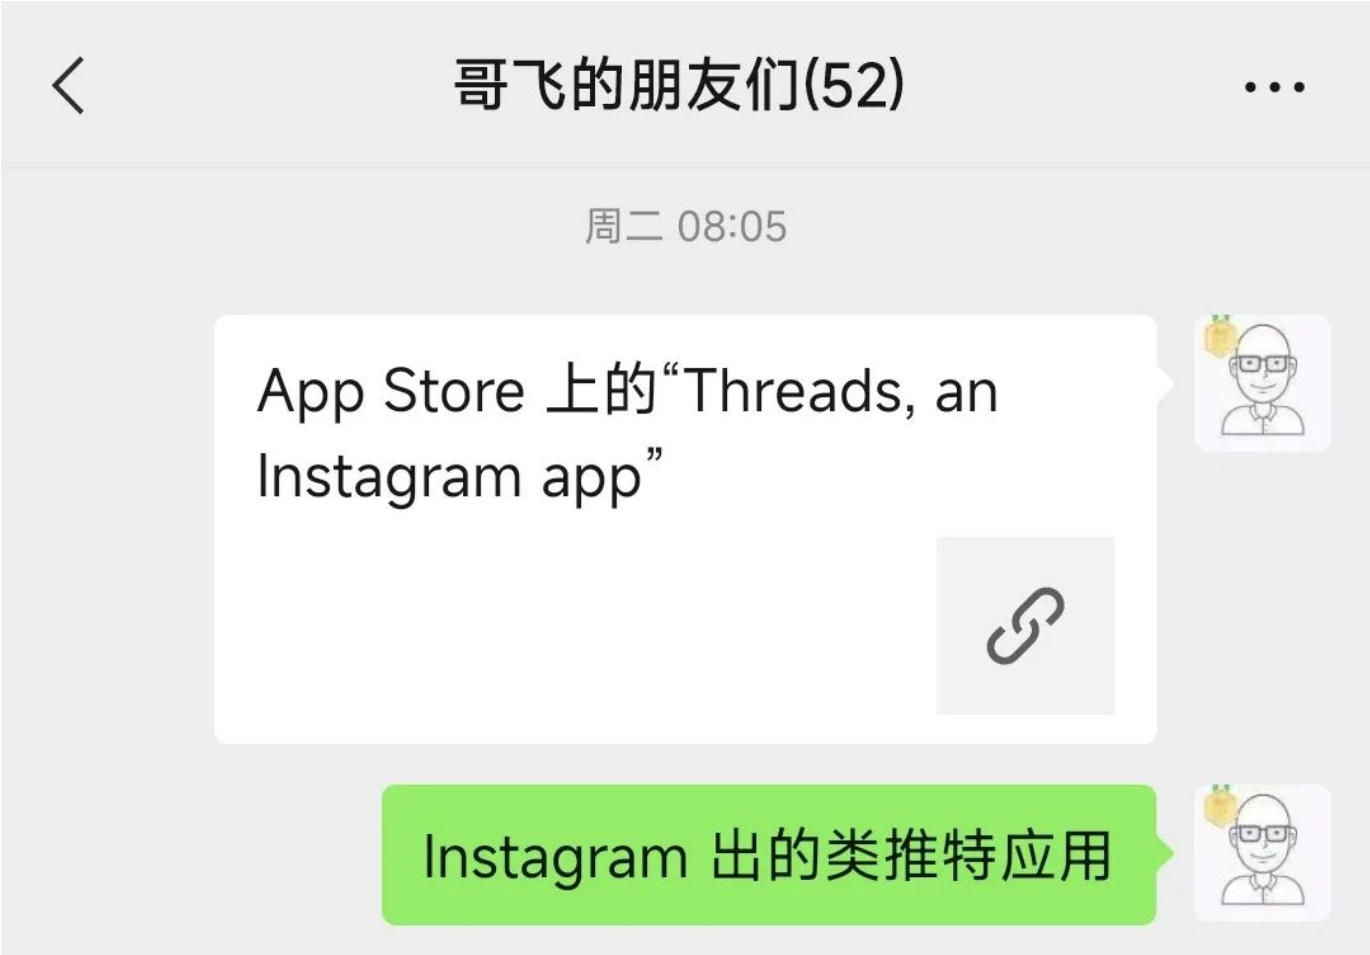 哥飞的朋友们(52)
周二 08:05
App Store 上的“Threads, an
Instagram app”
Instagram 出的类推特应用